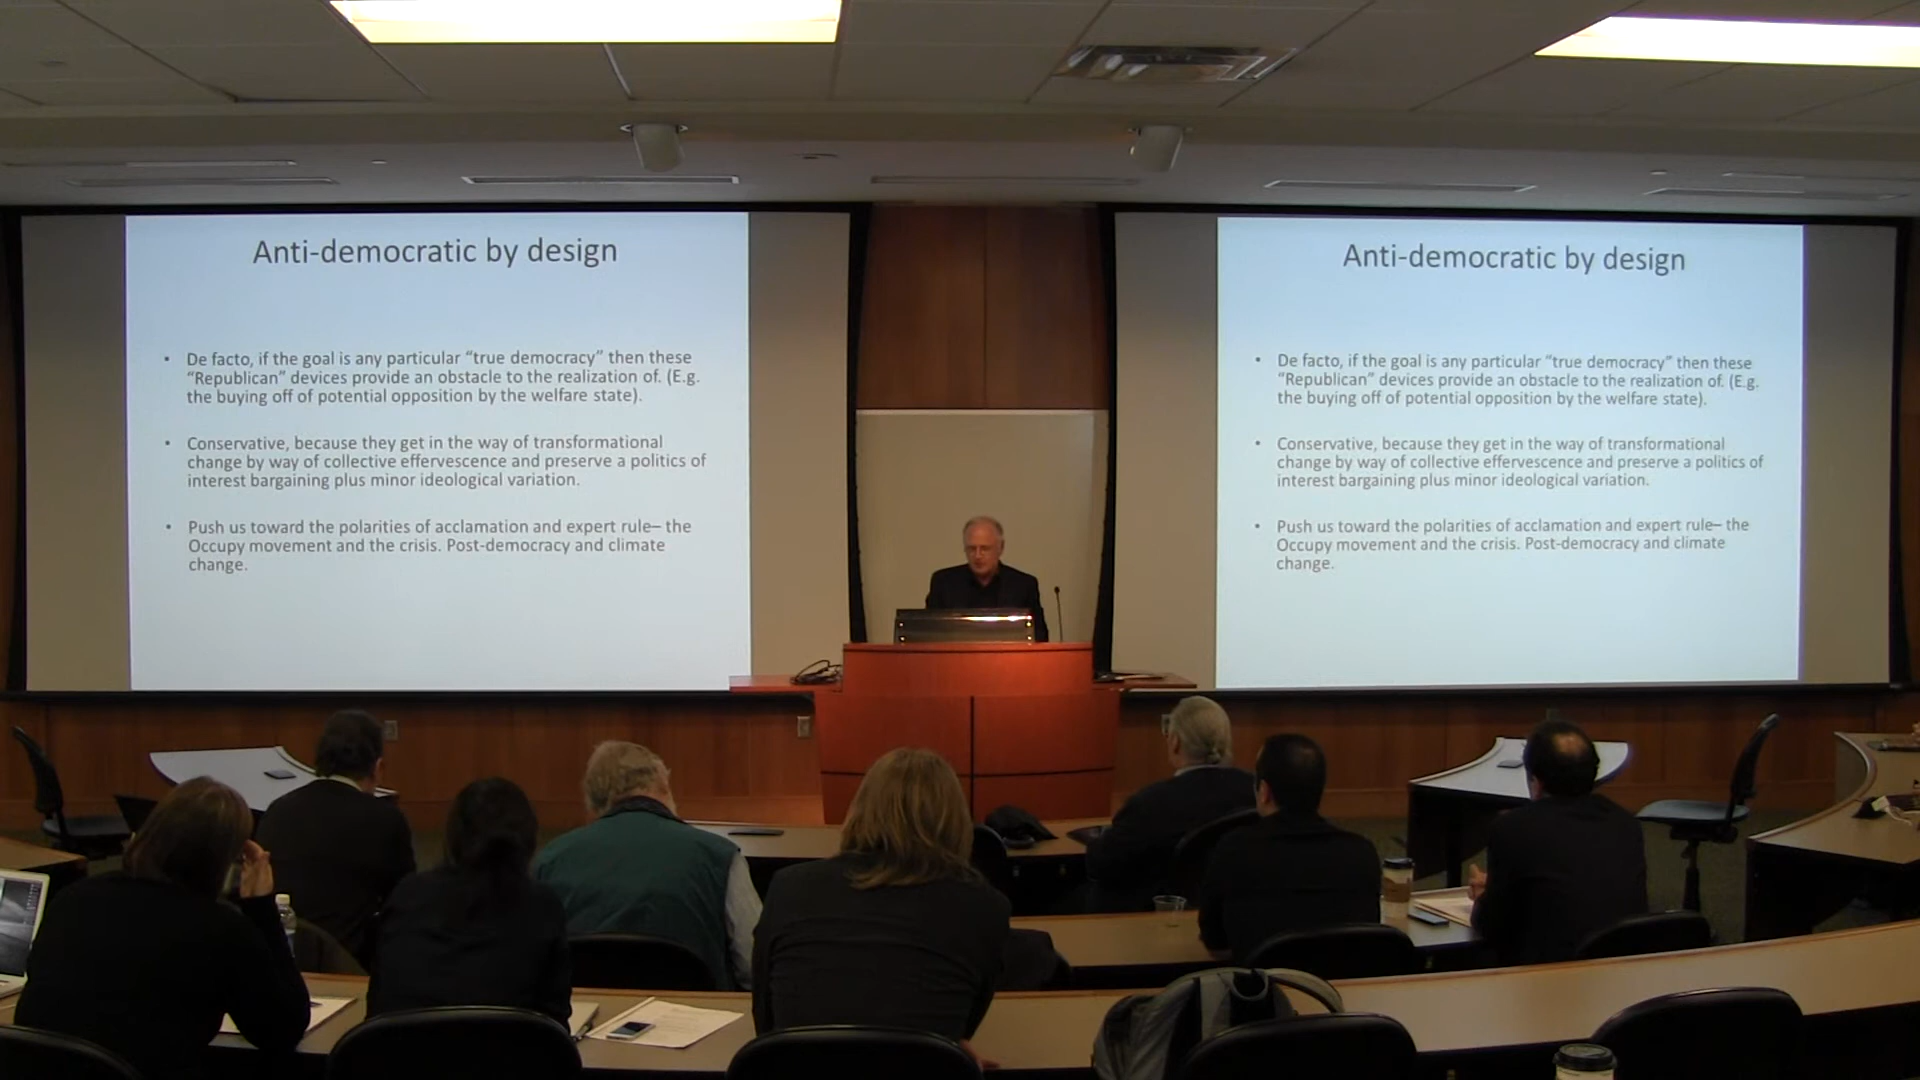 Anti-democratic by design
• De facto, if the goal is any particular “true democracy” then these
“Republican” devices provide an obstacle to the realization of. (E.g.
the buying off of potential opposition by the welfare state).
• Conservative, because they get in the way of transformational
change by way of collective effervescence and preserve a politics of
interest bargaining plus minor ideological variation.
• Push us toward the polarities of acclamation and expert rule– the
Occupy movement and the crisis. Post-democracy and climate
change.
Anti-democratic by design
• De facto, if the goal is any particular “true democracy” then these
“Republican” devices provide an obstacle to the realization of. (E.g.
the buying off of potential opposition by the welfare state).
• Conservative, because they get in the way of transformational
change by way of collective effervescence and preserve a politics of
interest bargaining plus minor ideological variation.
• Push us toward the polarities of acclamation and expert rule– the
Occupy movement and the crisis. Post-democracy and climate
change.